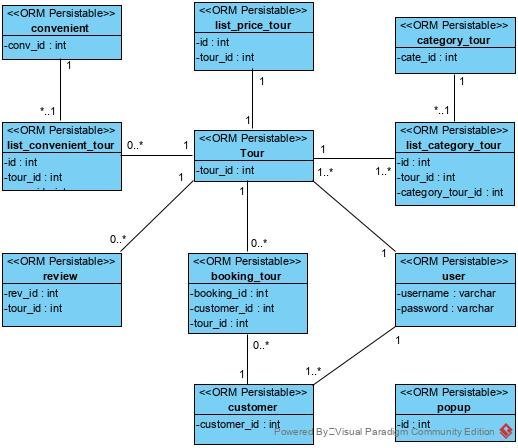 <<ORM Persistable>>
convenient
-conv_id : int
<<ORM Persistable>>
list_price_tour
-id : int
-tour_id : int
<<ORM Persistable>>
category_tour
-cate_id : int
1
*..1
1
1
1
*..1
<<ORM Persistable>>
list_convenient_tour
-id : int
-tour_id : int
0..*
1
<<ORM Persistable>>
Tour
-tour_id : int
1
1..*
<<ORM Persistable>>
list_category_tour
-id : int
-tour_id : int
-category_tour_id : int
1
0..*
1
0..*
1..*
1
<<ORM Persistable>>
review
-rev_id : int
-tour_id : int
<<ORM Persistable>>
booking_tour
-booking_id : int
-customer_id : int
-tour_id : int
<<ORM Persistable>>
user
-username : varchar
-password : varchar
0..*
1
1..*
1
<<ORM Persistable>>
customer
-customer_id : int
<<ORM Persistable>>
popup
-id : int
Powered By Visual Paradigm Community Edition